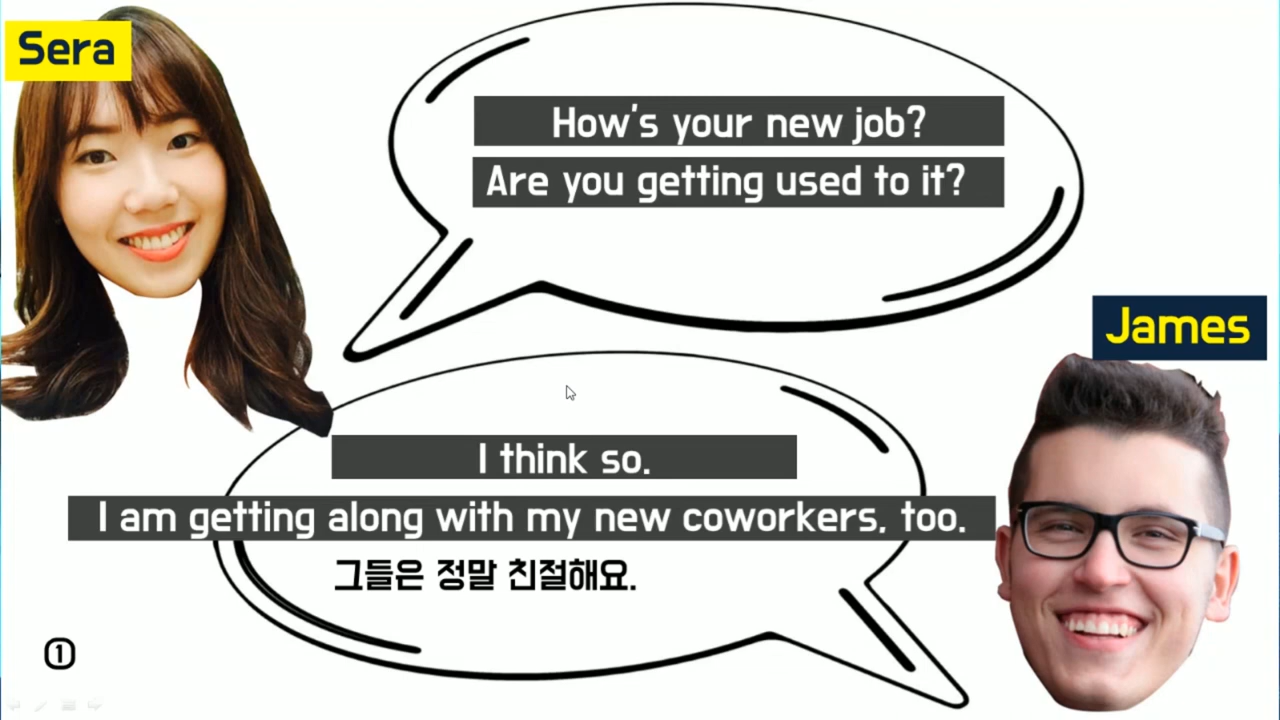 Sera
How's your new job?
Are you getting used to it?
James
I think so.
I am getting along with my new coworkers, too.
그들은 정말 친절해요.
①